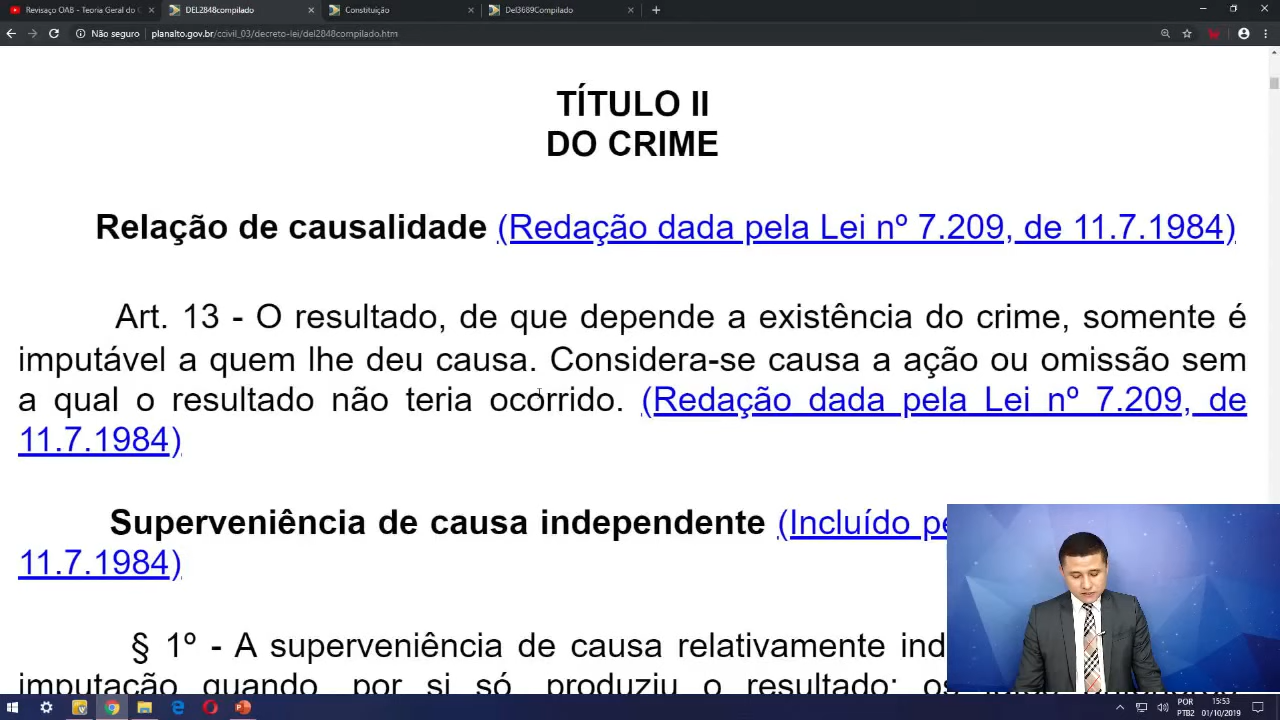 Revisaço OAB - Teoria Geral do C
DEL2848compilado
Constituição
Del3689Compilado
Não seguro
planalto.gov.br/ccivil_03/decreto-lei/del2848compilado.htm
TÍTULO II
DO CRIME
Relação de causalidade (Redação dada pela Lei nº 7.209, de 11.7.1984)
Art. 13 - O resultado, de que depende a existência do crime, somente é
imputável a quem lhe deu causa. Considera-se causa a ação ou omissão sem
a qual o resultado não teria ocorrido. (Redação dada pela Lei nº 7.209, de
11.7.1984)
Superveniência de causa independente (Incluído pe
11.7.1984)
§ 1º - A superveniência de causa relativamente ind
imputação quando, por si só, produziu o resultado; os
POR
PTB2
15:53
01/10/2019